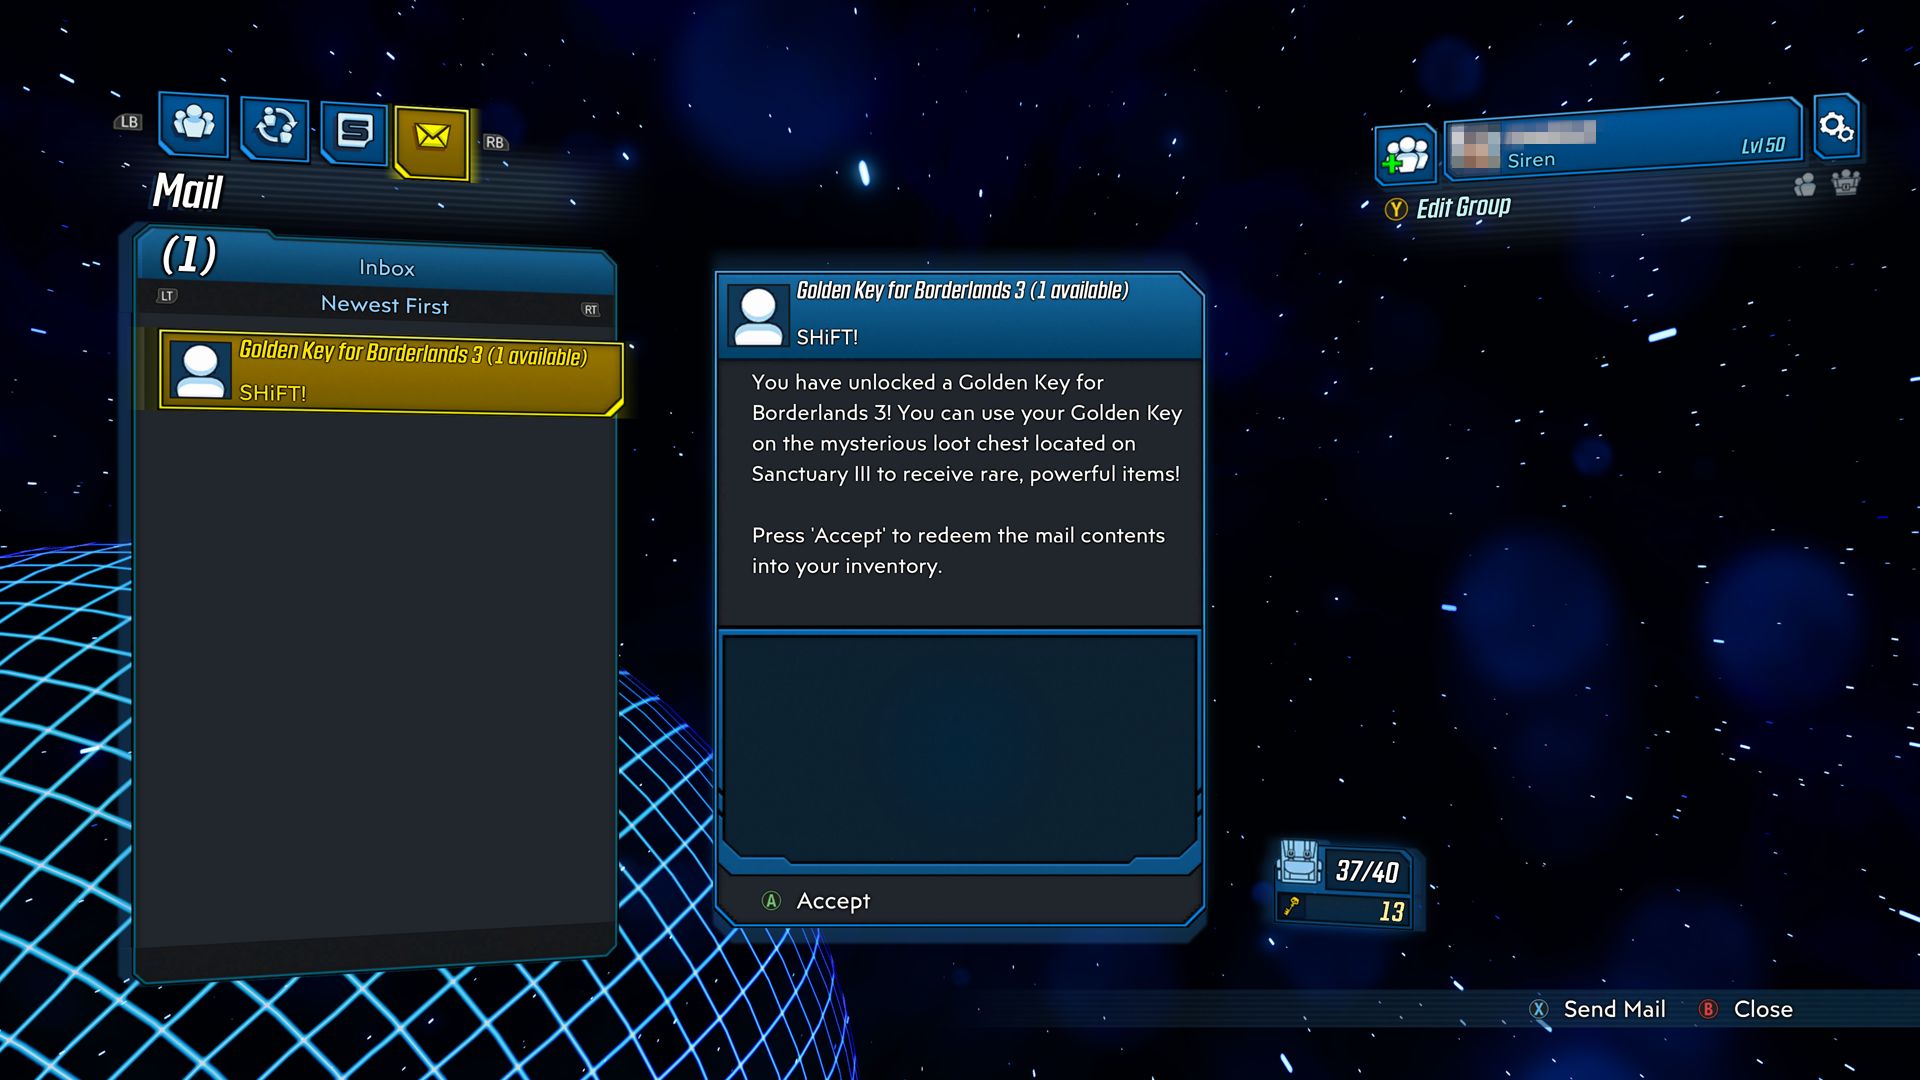 LB
RB
Mail
(1)
Inbox
LT
Newest First
RT
Golden Key for Borderlands 3 (1 available)
SHiFT!
Golden Key for Borderlands 3 (1 available)
SHiFT!
You have unlocked a Golden Key for
Borderlands 3! You can use your Golden Key
on the mysterious loot chest located on
Sanctuary III to receive rare, powerful items!
Press 'Accept' to redeem the mail contents
into your inventory.
A Accept
Siren
Lvl 50
Y Edit Group
37/40
13
X Send Mail B Close